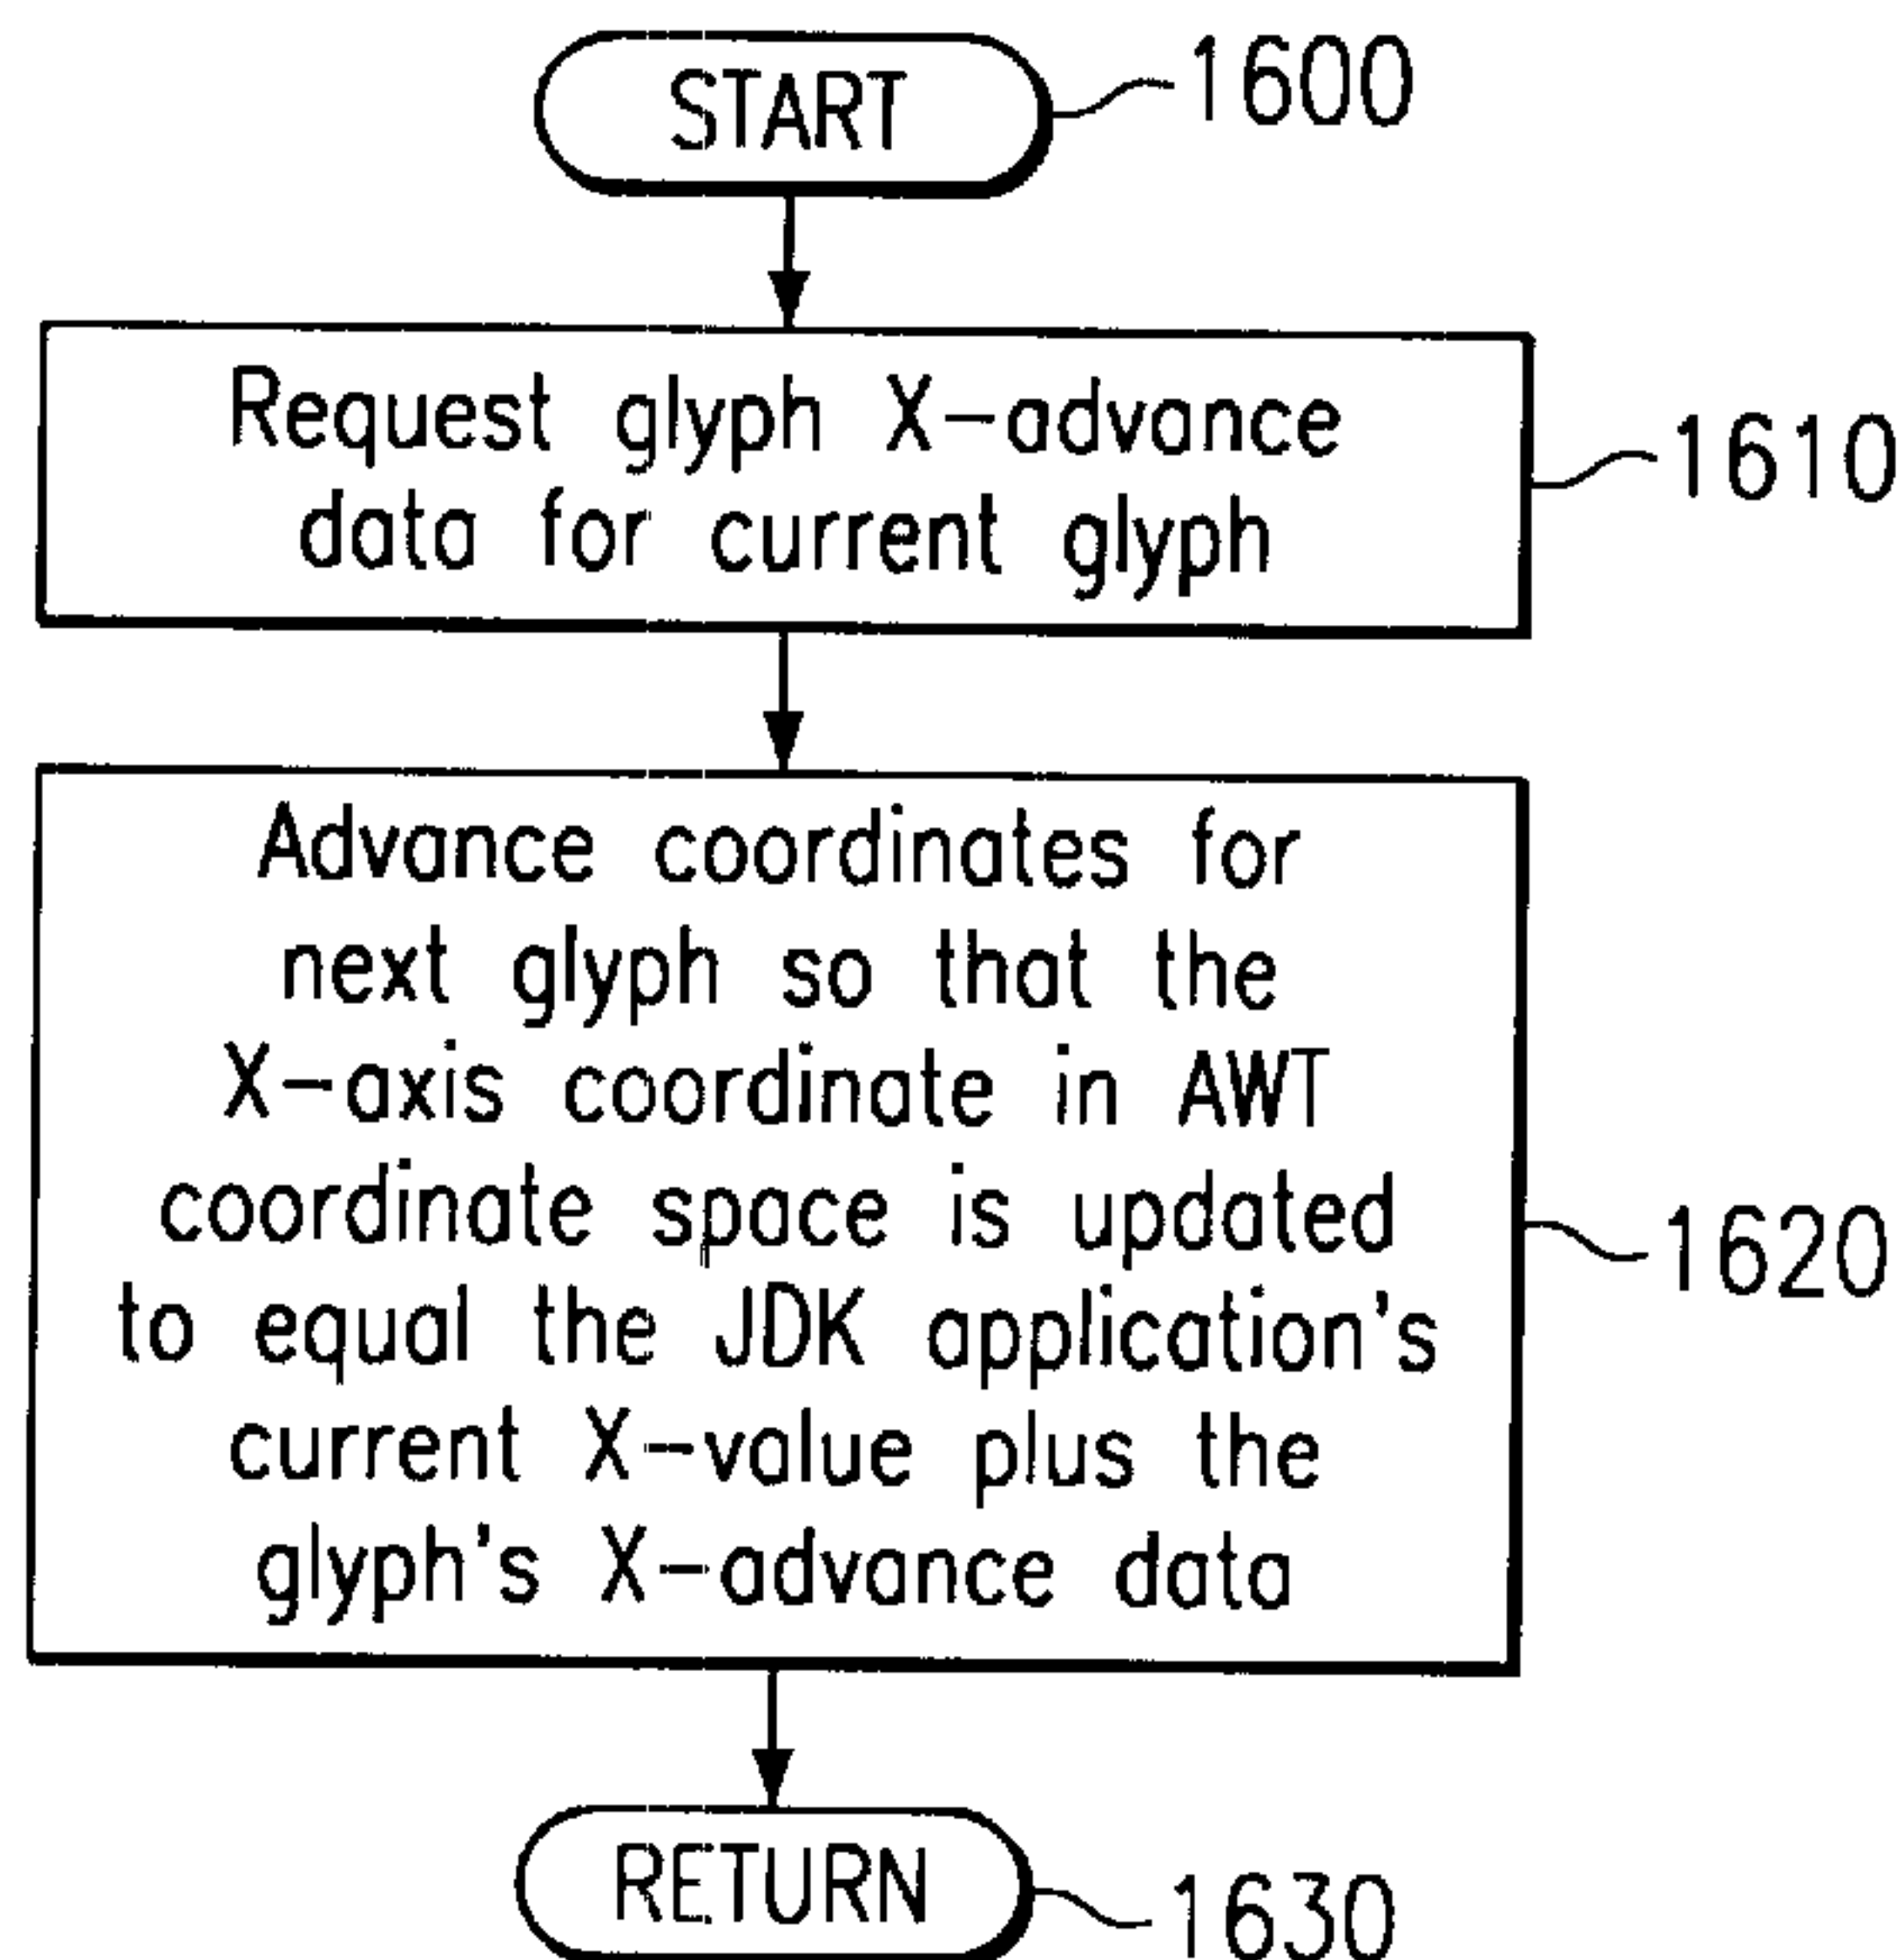 START
1600
Request glyph X-advance
data for current glyph
1610
Advance coordinates for
next glyph so that the
X-axis coordinate in AWT
coordinate space is updated
to equal the JDK application's
current X-value plus the
glyph's X-advance data
1620
RETURN
1630